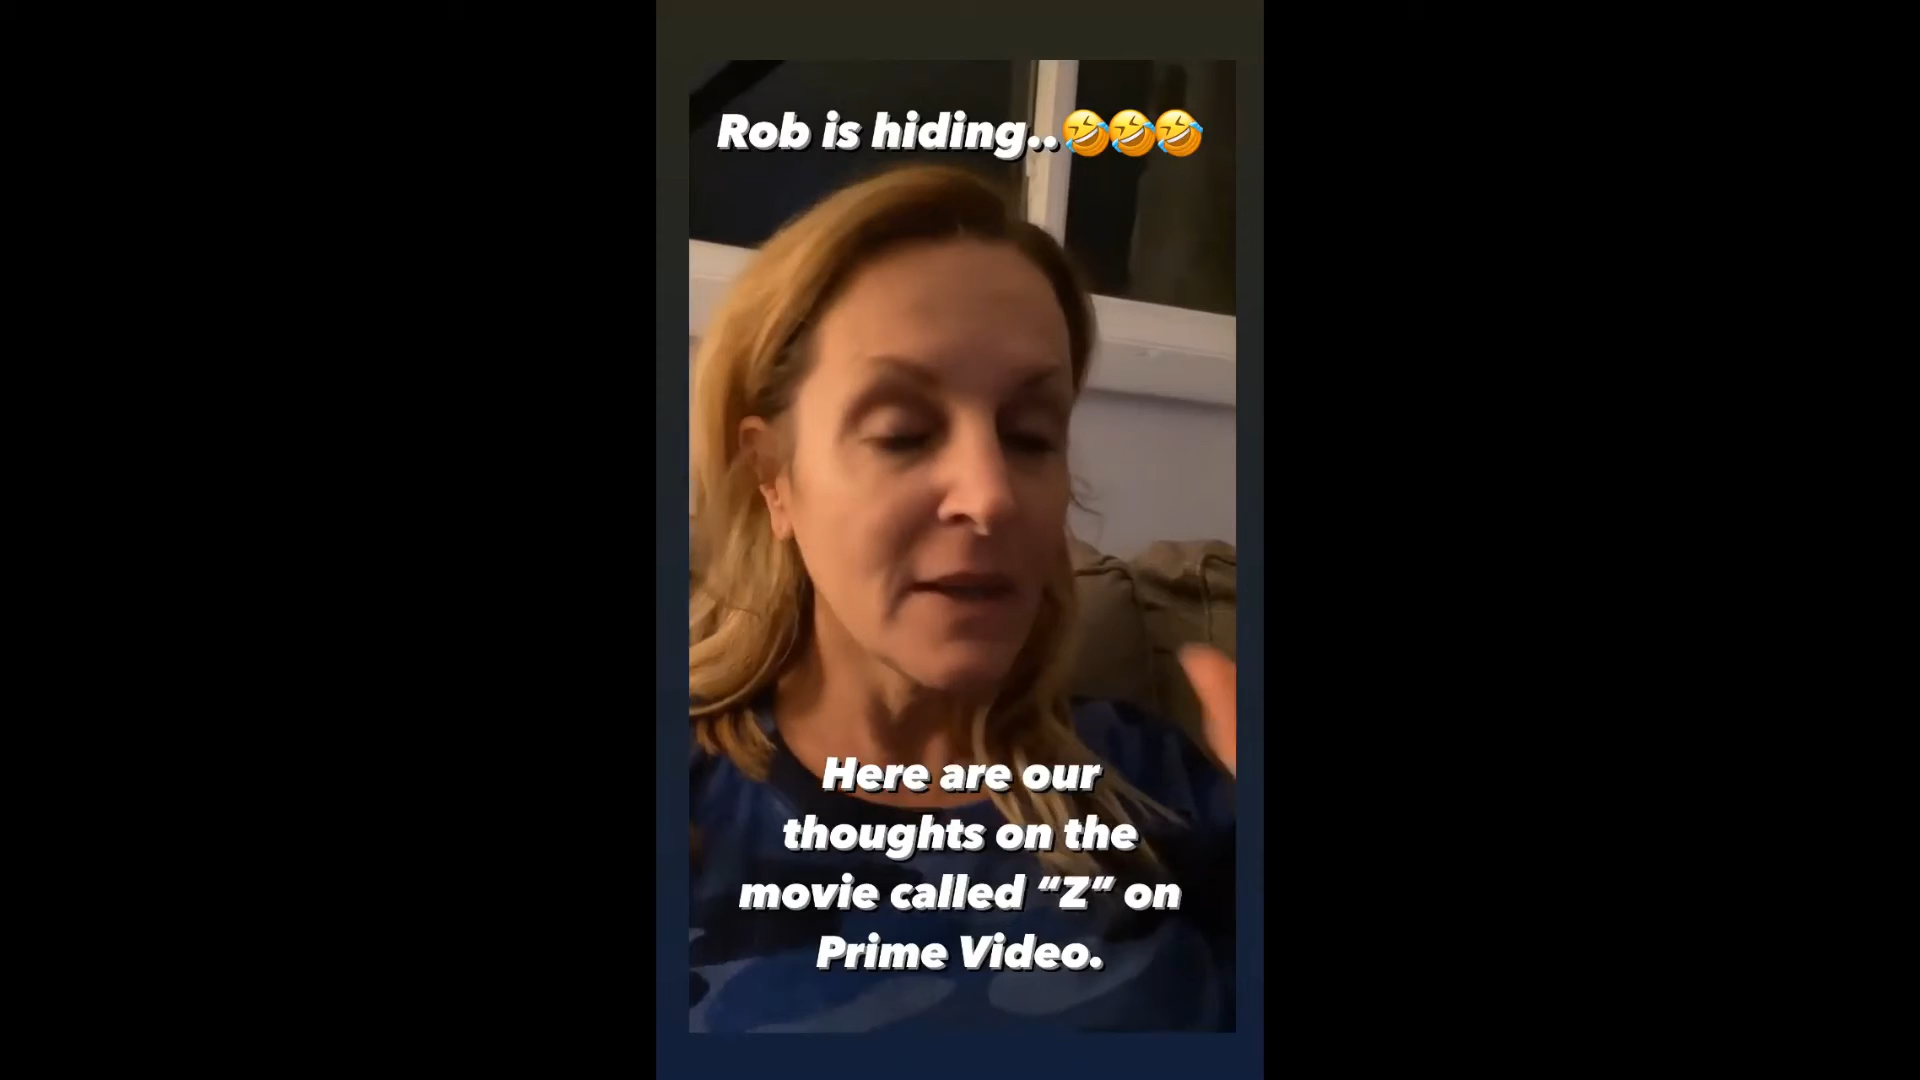 Rob is hiding..🤣🤣🤣
Here are our
thoughts on the
movie called “Z” on
Prime Video.